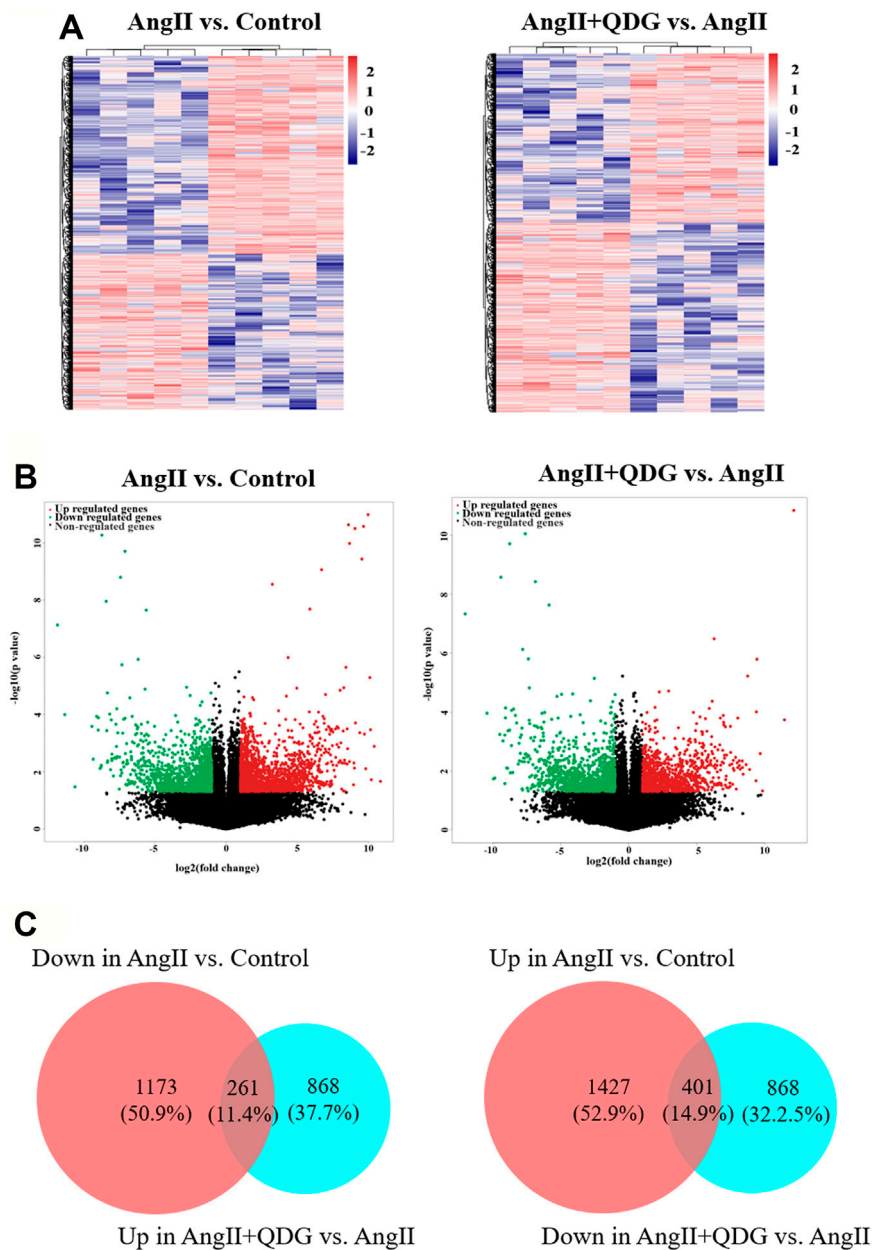 A
AngII vs. Control
AngII+QDG vs. AngII
2
1
0
-1
-2
2
1
0
-1
-2
B
AngII vs. Control
AngII+QDG vs. AngII
Up regulated genes
Down regulated genes
Non-regulated genes
-log10(p value)
10
8
6
4
2
0
-10
-5
0
5
10
log2(fold change)
Up regulated genes
Down regulated genes
Non-regulated genes
-log10(p value)
10
8
6
4
2
0
-10
-5
0
5
10
log2(fold change)
C
Down in AngII vs. Control
1173
(50.9%)
261
(11.4%)
868
(37.7%)
Up in AngII+QDG vs. AngII
Up in AngII vs. Control
1427
(52.9%)
401
(14.9%)
868
(32.2.5%)
Down in AngII+QDG vs. AngII